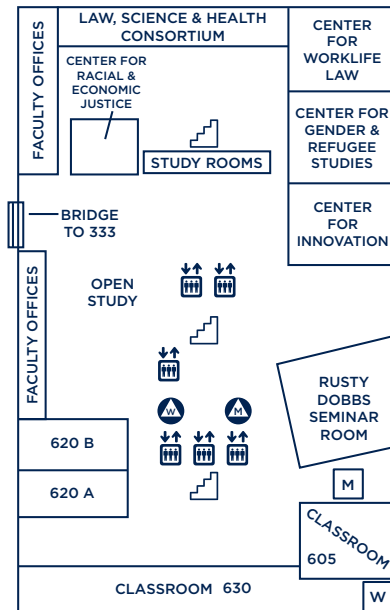 FACULTY OFFICES
LAW, SCIENCE & HEALTH
CONSORTIUM
CENTER
FOR
WORKLIFE
LAW
CENTER FOR
RACIAL &
ECONOMIC
JUSTICE
CENTER FOR
GENDER &
REFUGEE
STUDIES
STUDY ROOMS
CENTER
FOR
INNOVATION
BRIDGE
TO 333
OPEN
STUDY
FACULTY OFFICES
RUSTY
DOBBS
SEMINAR
ROOM
W
M
620 B
620 A
M
CLASSROOM
605
CLASSROOM 630
W